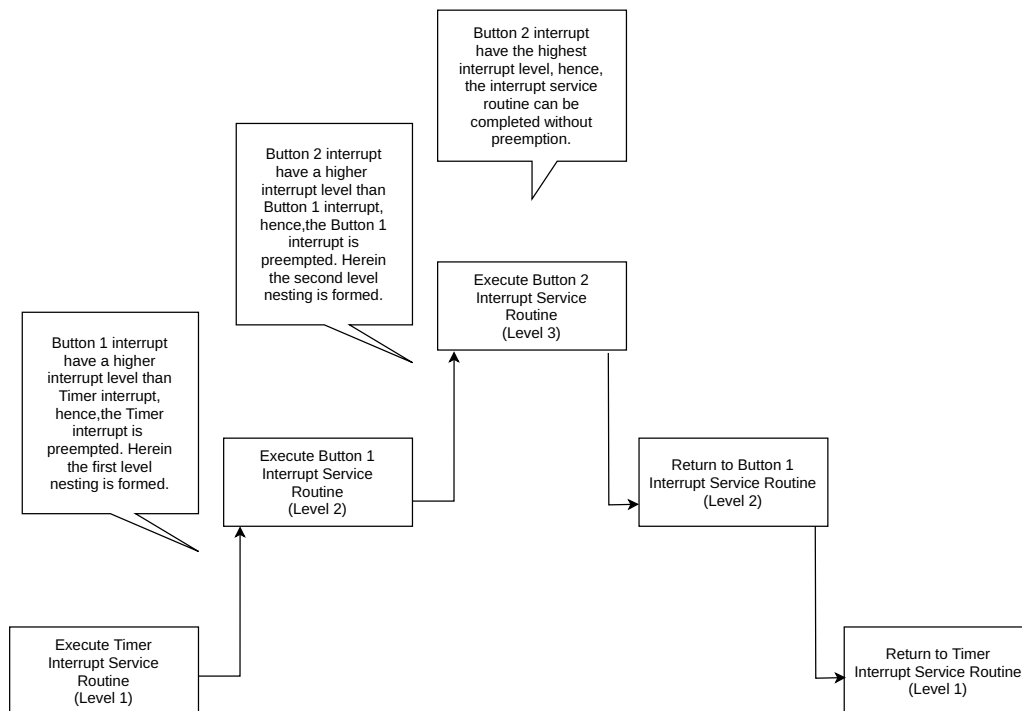 Button 2 interrupt
have the highest
interrupt level, hence,
the interrupt service
routine can be
completed without
preemption.
Button 2 interrupt
have a higher
interrupt level than
Button 1 interrupt,
hence,the Button 1
interrupt is
preempted. Herein
the second level
nesting is formed.
Button 1 interrupt
have a higher
interrupt level than
Timer interrupt,
hence,the Timer
interrupt is
preempted. Herein
the first level
nesting is formed.
Execute Button 2
Interrupt Service
Routine
(Level 3)
Execute Button 1
Interrupt Service
Routine
(Level 2)
Return to Button 1
Interrupt Service Routine
(Level 2)
Execute Timer
Interrupt Service
Routine
(Level 1)
Return to Timer
Interrupt Service Routine
(Level 1)